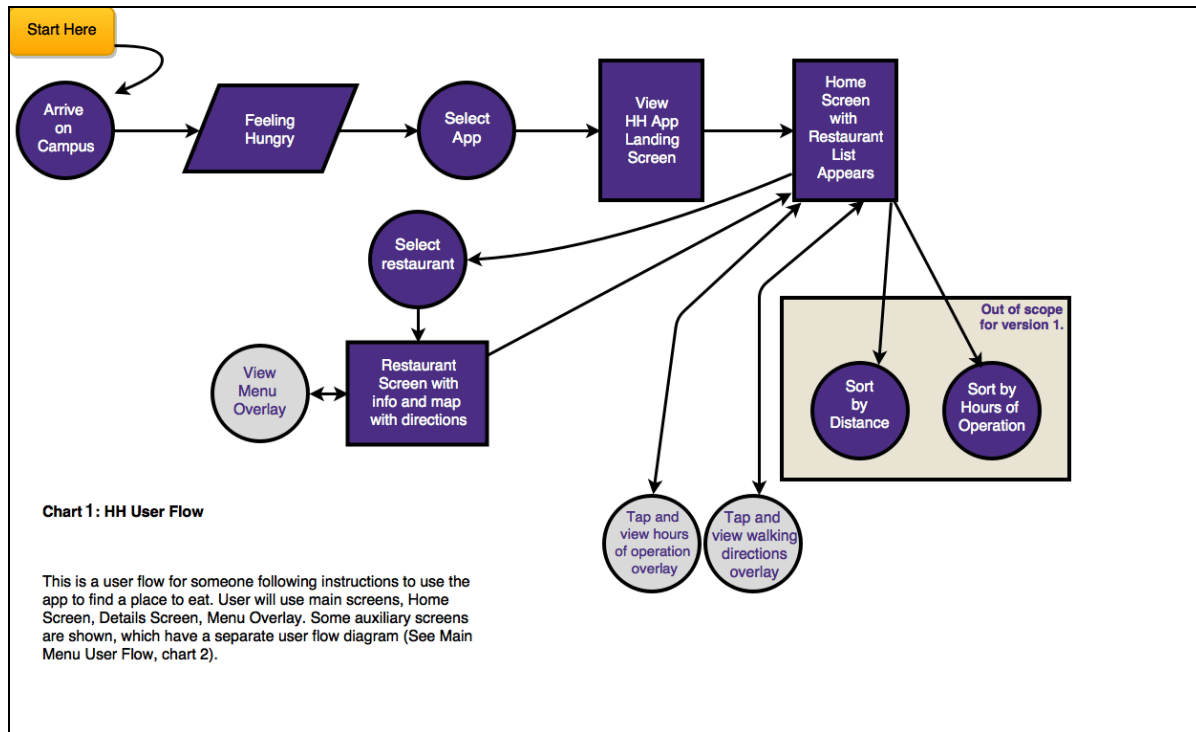 Start Here
Arrive
on
Campus
Feeling
Hungry
Select
App
View
HH App
Landing
Screen
Home
Screen
with
Restaurant
List
Appears
Select
restaurant
Out of scope
for version 1.
View
Menu
Overlay
Restaurant
Screen with
info and map
with directions
Sort
by
Distance
Sort by
Hours of
Operation
Tap and
view hours
of operation
overlay
Tap and
view walking
directions
overlay
Chart 1: HH User Flow
This is a user flow for someone following instructions to use the
app to find a place to eat. User will use main screens, Home
Screen, Details Screen, Menu Overlay. Some auxiliary screens
are shown, which have a separate user flow diagram (See Main
Menu User Flow, chart 2).